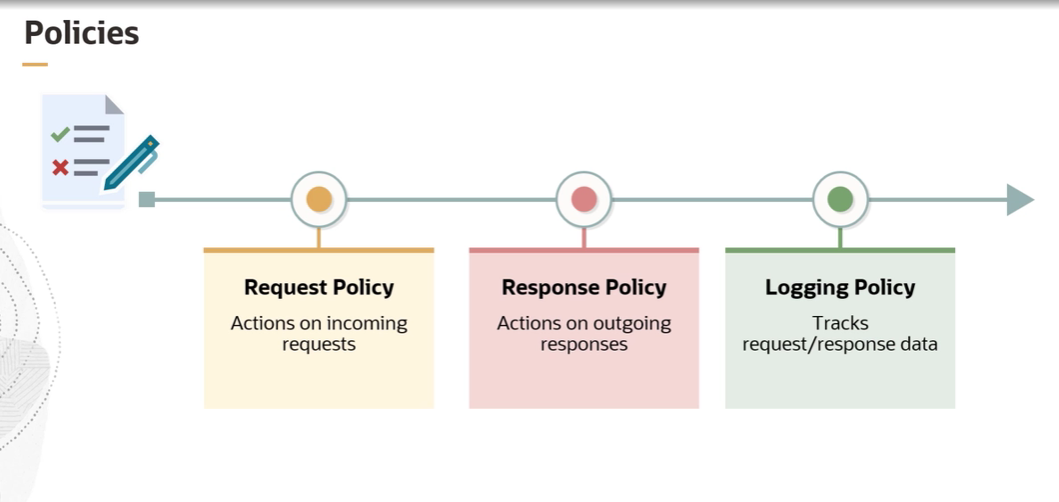 Policies
Request Policy
Actions on incoming
requests
Response Policy
Actions on outgoing
responses
Logging Policy
Tracks
request/response data